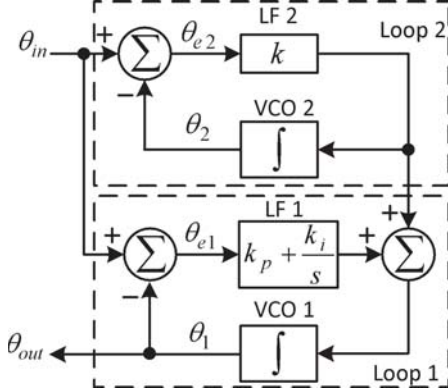 LF 2
Loop 2
θin
+
Σ
θe2
k
−
VCO 2
θ2
∫
LF 1
+
Σ
θe1
kp + ki/s
+
+
Σ
−
VCO 1
θout
θ1
∫
Loop 1